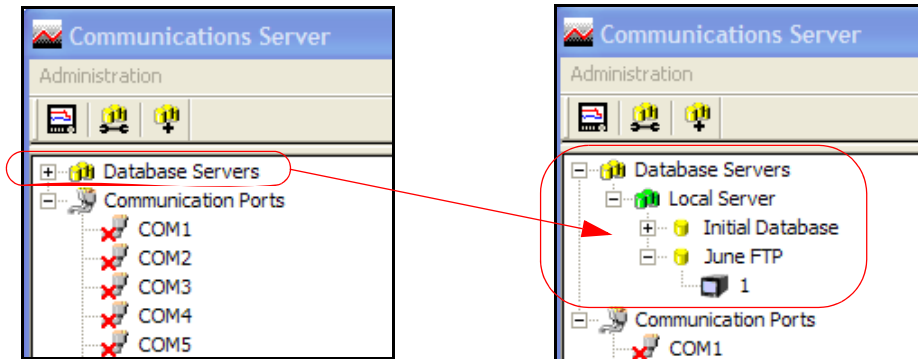 Communications Server
Administration
Database Servers
Communication Ports
COM1
COM2
COM3
COM4
COM5
Communications Server
Administration
Database Servers
Local Server
Initial Database
June FTP
1
Communication Ports
COM1